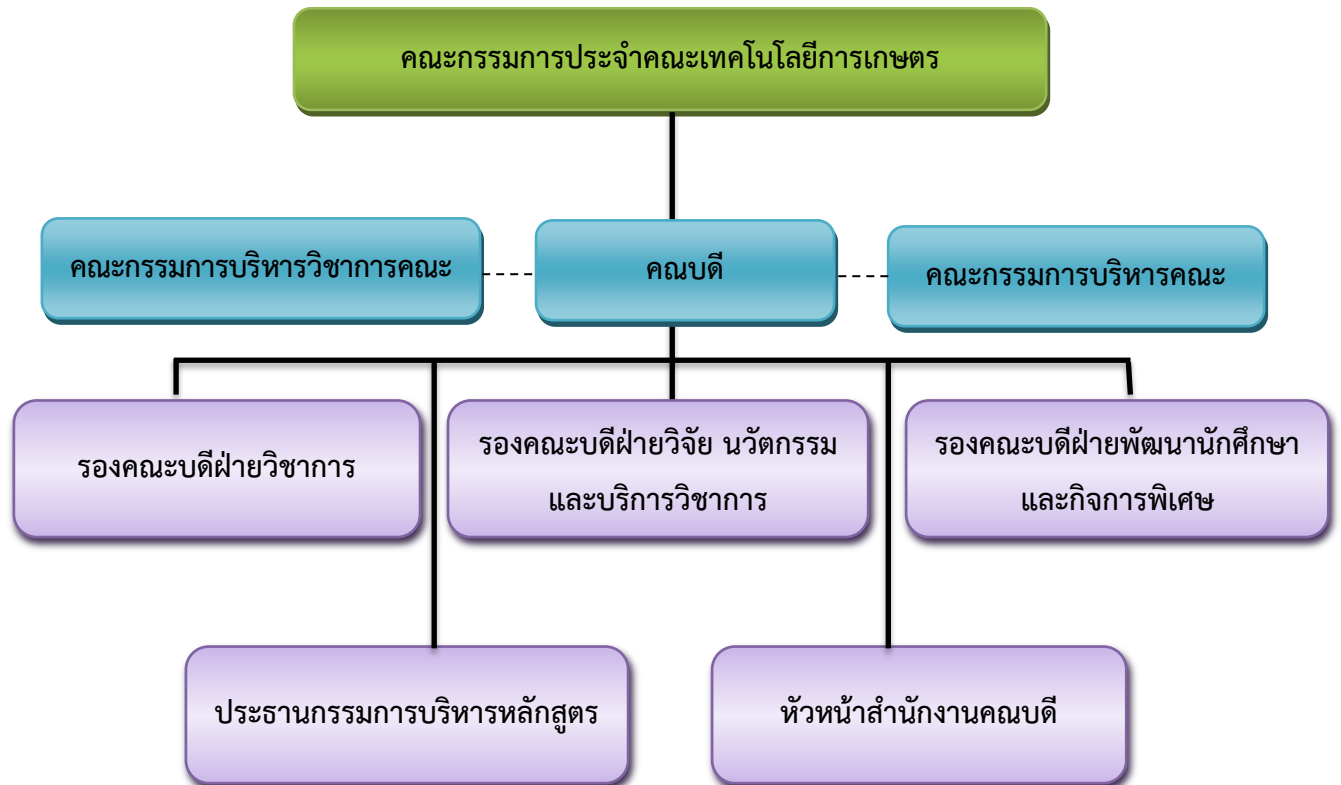 คณะกรรมการประจำคณะเทคโนโลยีการเกษตร
คณะกรรมการบริหารวิชาการคณะ
คณบดี
คณะกรรมการบริหารคณะ
รองคณะบดีฝ่ายวิชาการ
รองคณะบดีฝ่ายวิจัย นวัตกรรม
และบริการวิชาการ
รองคณะบดีฝ่ายพัฒนานักศึกษา
และกิจการพิเศษ
ประธานกรรมการบริหารหลักสูตร
หัวหน้าสำนักงานคณบดี